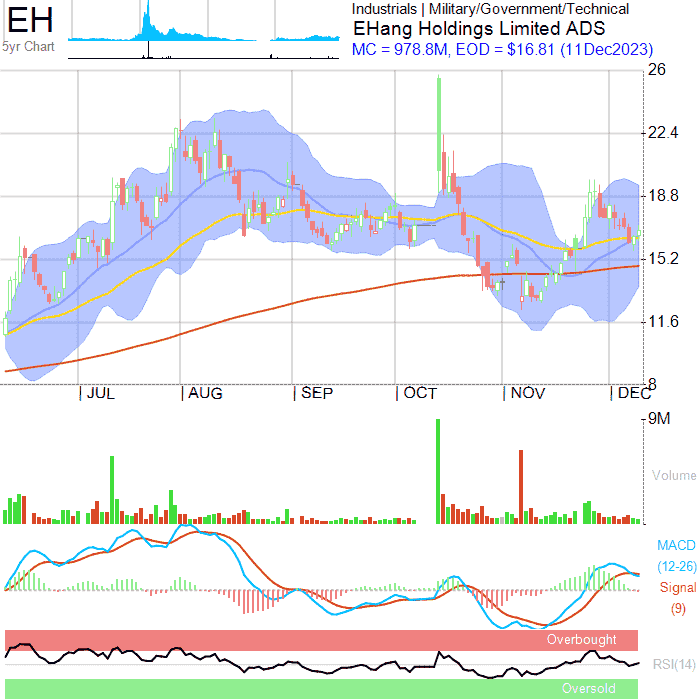 EH
5yr Chart
Industrials | Military/Government/Technical
EHang Holdings Limited ADS
MC = 978.8M, EOD = $16.81 (11Dec2023)
26
22.4
18.8
15.2
11.6
8
JUL
AUG
SEP
OCT
NOV
DEC
9M
Volume
MACD
(12-26)
Signal
(9)
Overbought
RSI(14)
Oversold